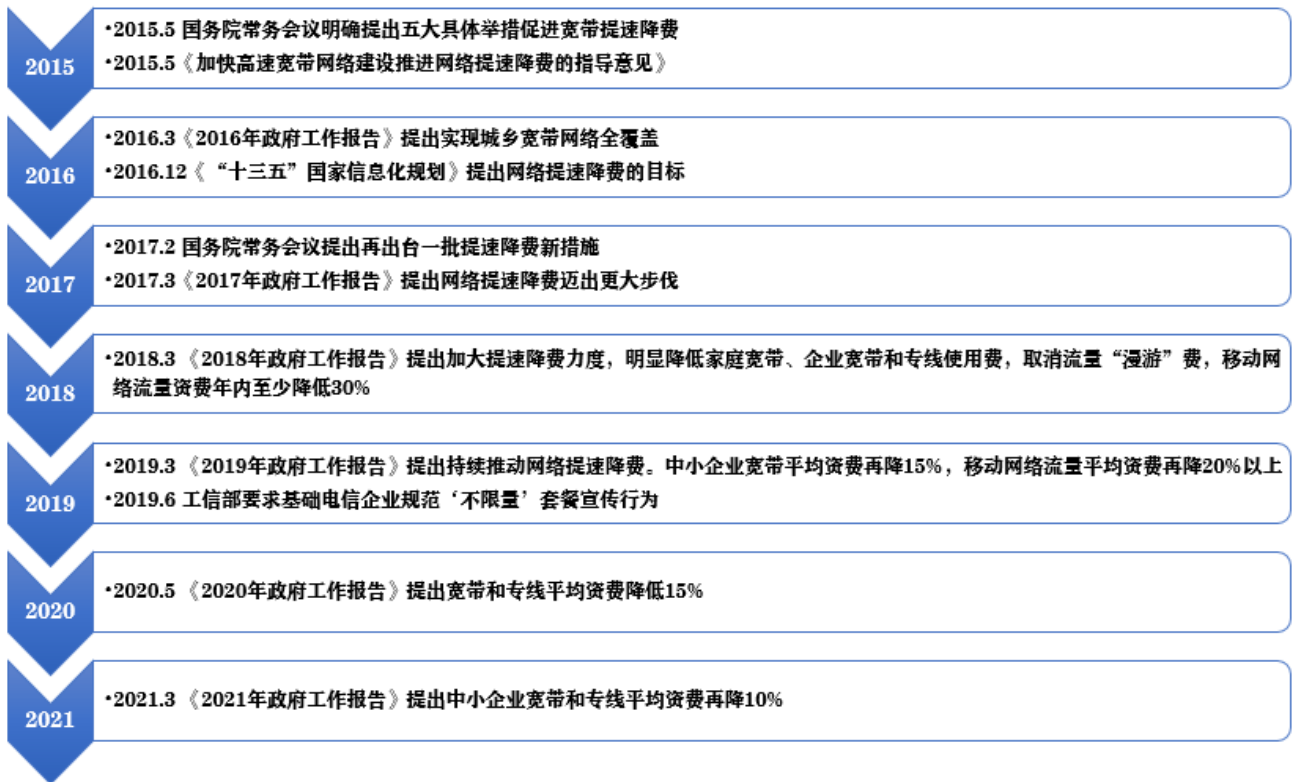 2015
•2015.5 国务院常务会议明确提出五大具体举措促进宽带提速降费
•2015.5《加快高速宽带网络建设推进网络提速降费的指导意见》
2016
•2016.3《2016年政府工作报告》提出实现城乡宽带网络全覆盖
•2016.12《“十三五”国家信息化规划》提出网络提速降费的目标
2017
•2017.2 国务院常务会议提出再出台一批提速降费新措施
•2017.3《2017年政府工作报告》提出网络提速降费迈出更大步伐
2018
•2018.3 《2018年政府工作报告》提出加大提速降费力度，明显降低家庭宽带、企业宽带和专线使用费，取消流量“漫游”费，移动网
络流量资费年内至少降低30%
2019
•2019.3 《2019年政府工作报告》提出持续推动网络提速降费。中小企业宽带平均资费再降15%，移动网络流量平均资费再降20%以上
•2019.6 工信部要求基础电信企业规范‘不限量’套餐宣传行为
2020
•2020.5 《2020年政府工作报告》提出宽带和专线平均资费降低15%
2021
•2021.3 《2021年政府工作报告》提出中小企业宽带和专线平均资费再降10%